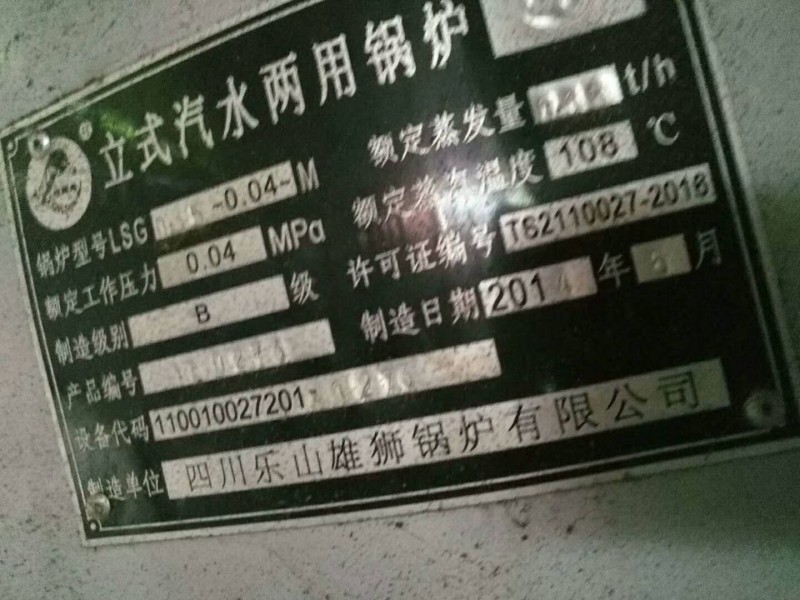 立式汽水两用锅炉
锅炉型号LSG -0.04-M
额定蒸发量 t/h
额定工作压力 0.04 MPa
额定蒸汽温度 108 ℃
制造级别 B 级
许可证编号 TS2110027-2018
产品编号
制造日期 201 年 月
设备代码 110010027201
制造单位 四川乐山雄狮锅炉有限公司